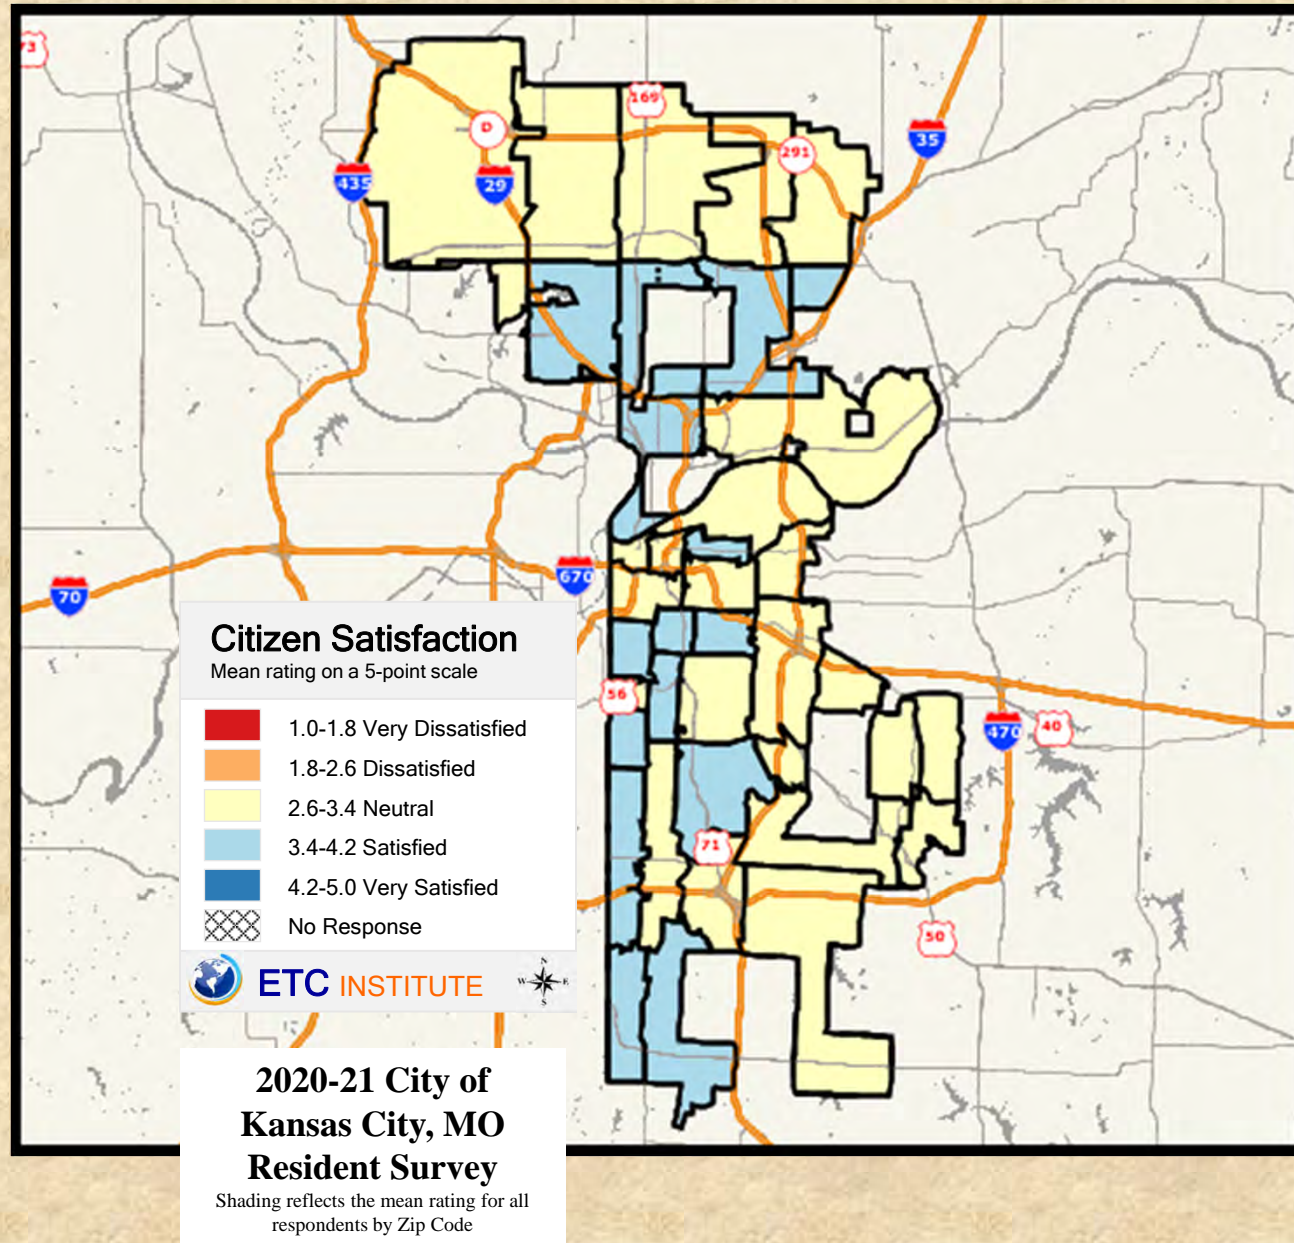 73
169
D
291
35
435
29
70
670
56
470
40
71
50
Citizen Satisfaction
Mean rating on a 5-point scale
1.0-1.8 Very Dissatisfied
1.8-2.6 Dissatisfied
2.6-3.4 Neutral
3.4-4.2 Satisfied
4.2-5.0 Very Satisfied
No Response
ETC INSTITUTE
N
W E
S
2020-21 City of
Kansas City, MO
Resident Survey
Shading reflects the mean rating for all
respondents by Zip Code